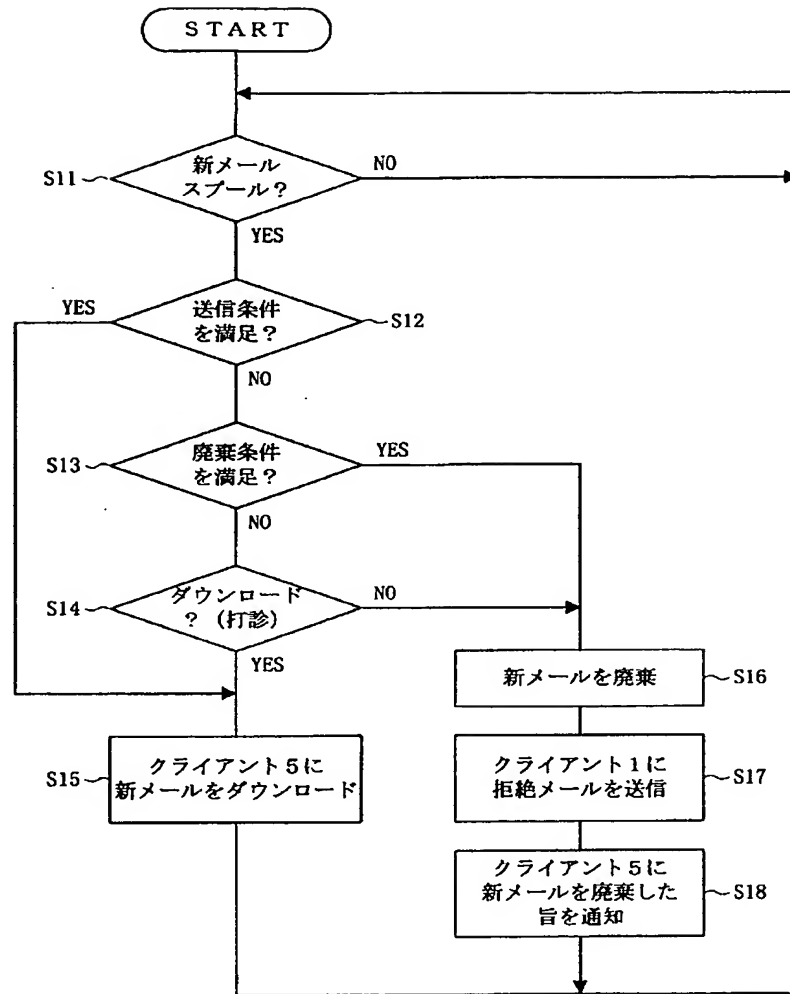 ＳＴＡＲＴ
新メール
スプール？
S11
NO
YES
送信条件
を満足？
YES
S12
NO
廃棄条件
を満足？
S13
YES
NO
ダウンロード
？（打診）
S14
NO
YES
新メールを廃棄
S16
クライアント５に
新メールをダウンロード
S15
クライアント１に
拒絶メールを送信
S17
クライアント５に
新メールを廃棄した
旨を通知
S18